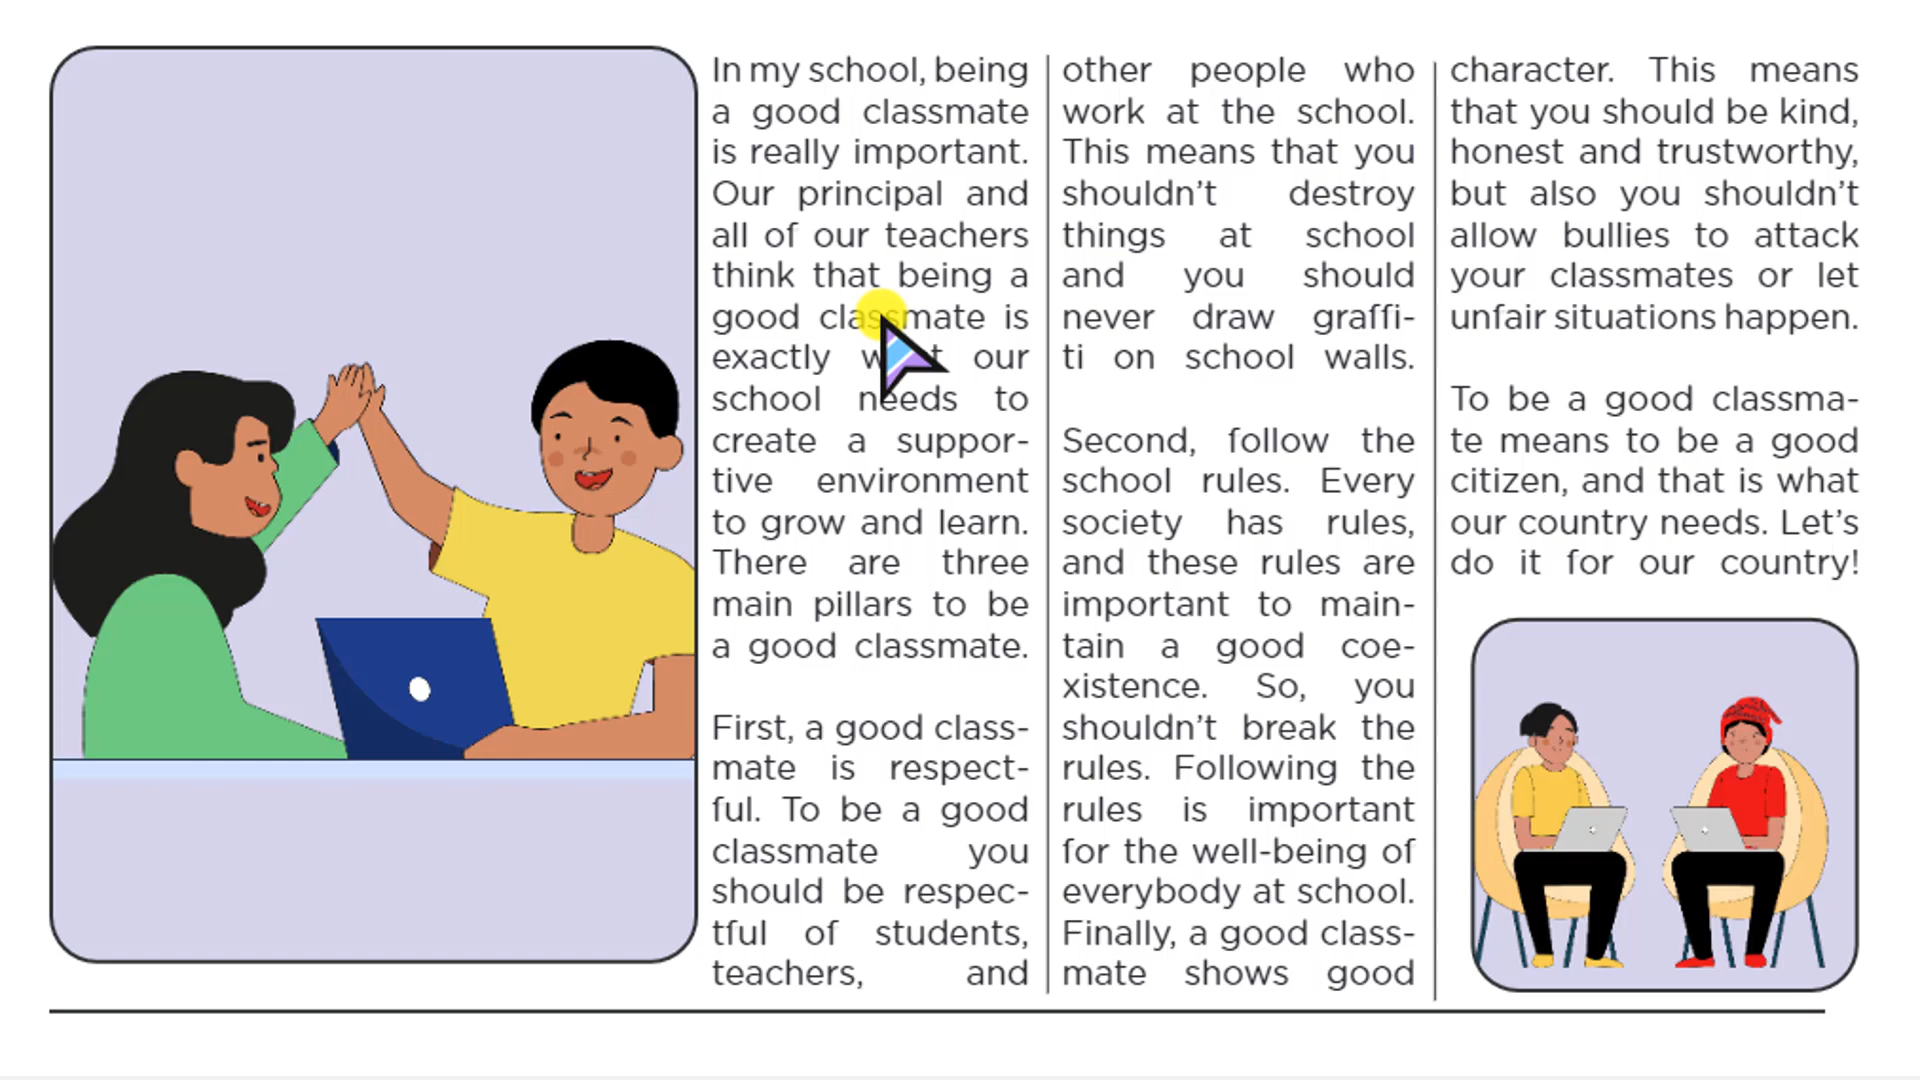 In my school, being
a good classmate
is really important.
Our principal and
all of our teachers
think that being a
good classmate is
exactly what our
school needs to
create a suppor-
tive environment
to grow and learn.
There are three
main pillars to be
a good classmate.
First, a good class-
mate is respect-
ful. To be a good
classmate you
should be respec-
tful of students,
teachers, and
other people who
work at the school.
This means that you
shouldn't destroy
things at school
and you should
never draw graffi-
ti on school walls.
Second, follow the
school rules. Every
society has rules,
and these rules are
important to main-
tain a good coe-
xistence. So, you
shouldn't break the
rules. Following the
rules is important
for the well-being of
everybody at school.
Finally, a good class-
mate shows good
character. This means
that you should be kind,
honest and trustworthy,
but also you shouldn't
allow bullies to attack
your classmates or let
unfair situations happen.
To be a good classma-
te means to be a good
citizen, and that is what
our country needs. Let's
do it for our country!